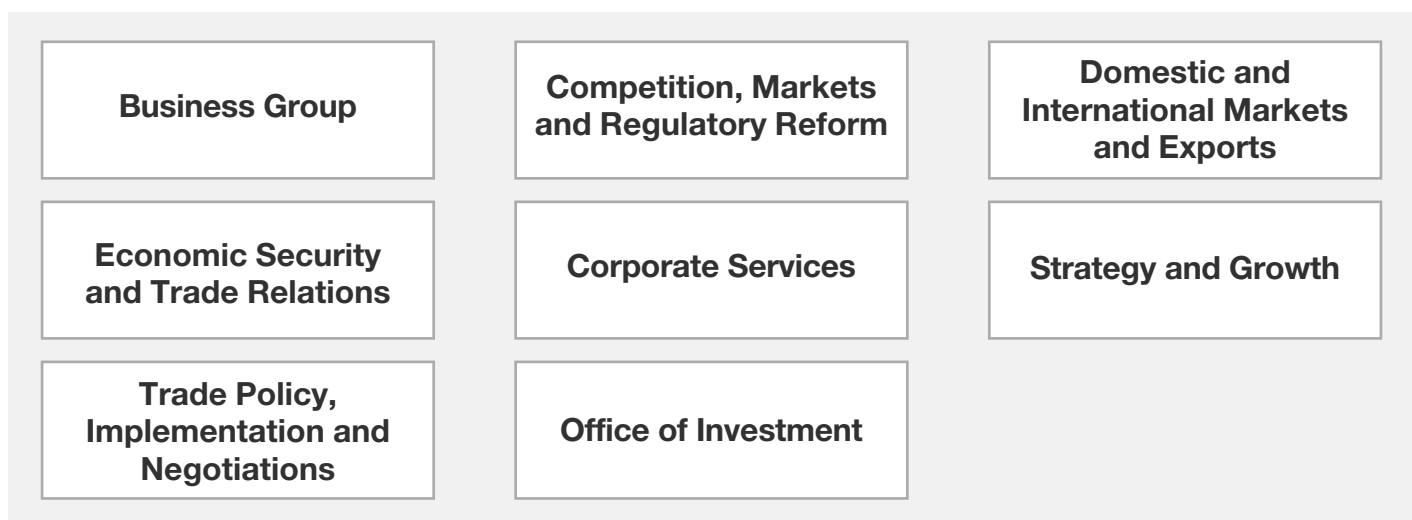 Business Group
Competition, Markets
and Regulatory Reform
Domestic and
International Markets
and Exports
Economic Security
and Trade Relations
Corporate Services
Strategy and Growth
Trade Policy,
Implementation and
Negotiations
Office of Investment